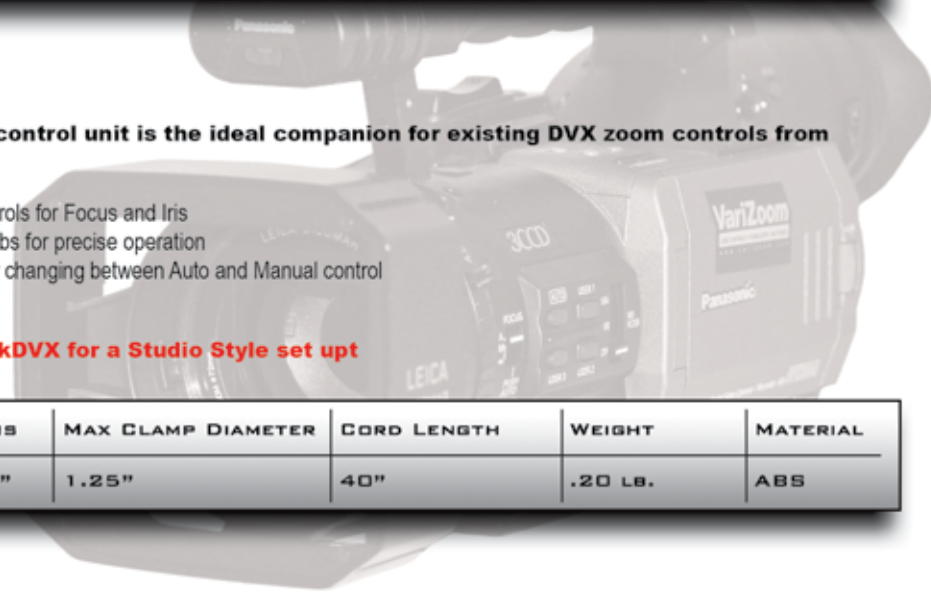 Panasonic
control unit is the ideal companion for existing DVX zoom controls from
rols for Focus and Iris
bs for precise operation
changing between Auto and Manual control
LEICA DICOMAR
3CCD
VariZoom
Panasonic
FOCUS
LEICA
kDVX for a Studio Style set upt
NS MAX CLAMP DIAMETER CORD LENGTH WEIGHT MATERIAL
" 1.25" 40" .20 LB. ABS